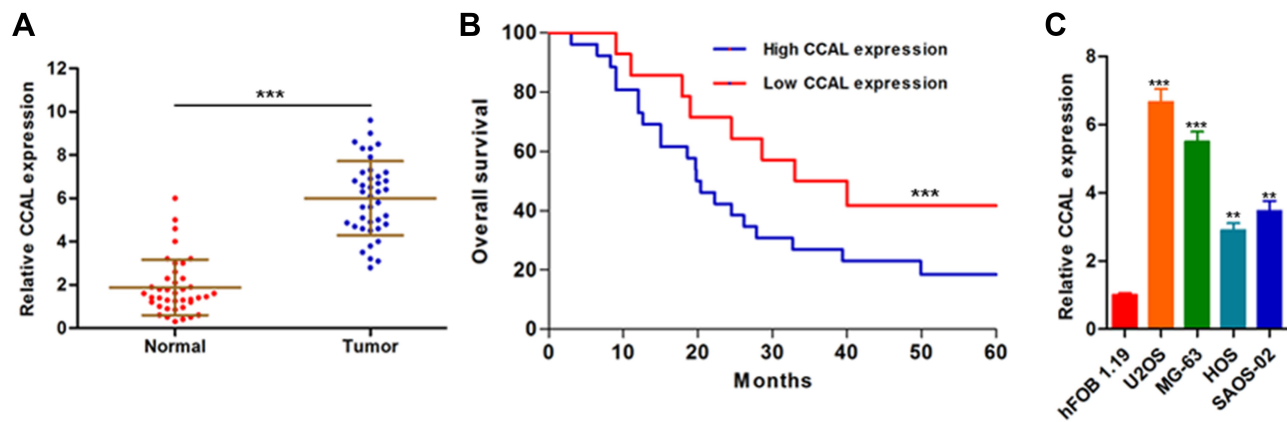 A
Relative CCAL expression
12
10
8
6
4
2
0
***
Normal
Tumor
B
Overall survival
100
80
60
40
20
0
High CCAL expression
Low CCAL expression
***
0 10 20 30 40 50 60
Months
C
Relative CCAL expression
8
6
4
2
0
***
***
**
**
hFOB 1.19
U2OS
MG-63
HOS
SAOS-02